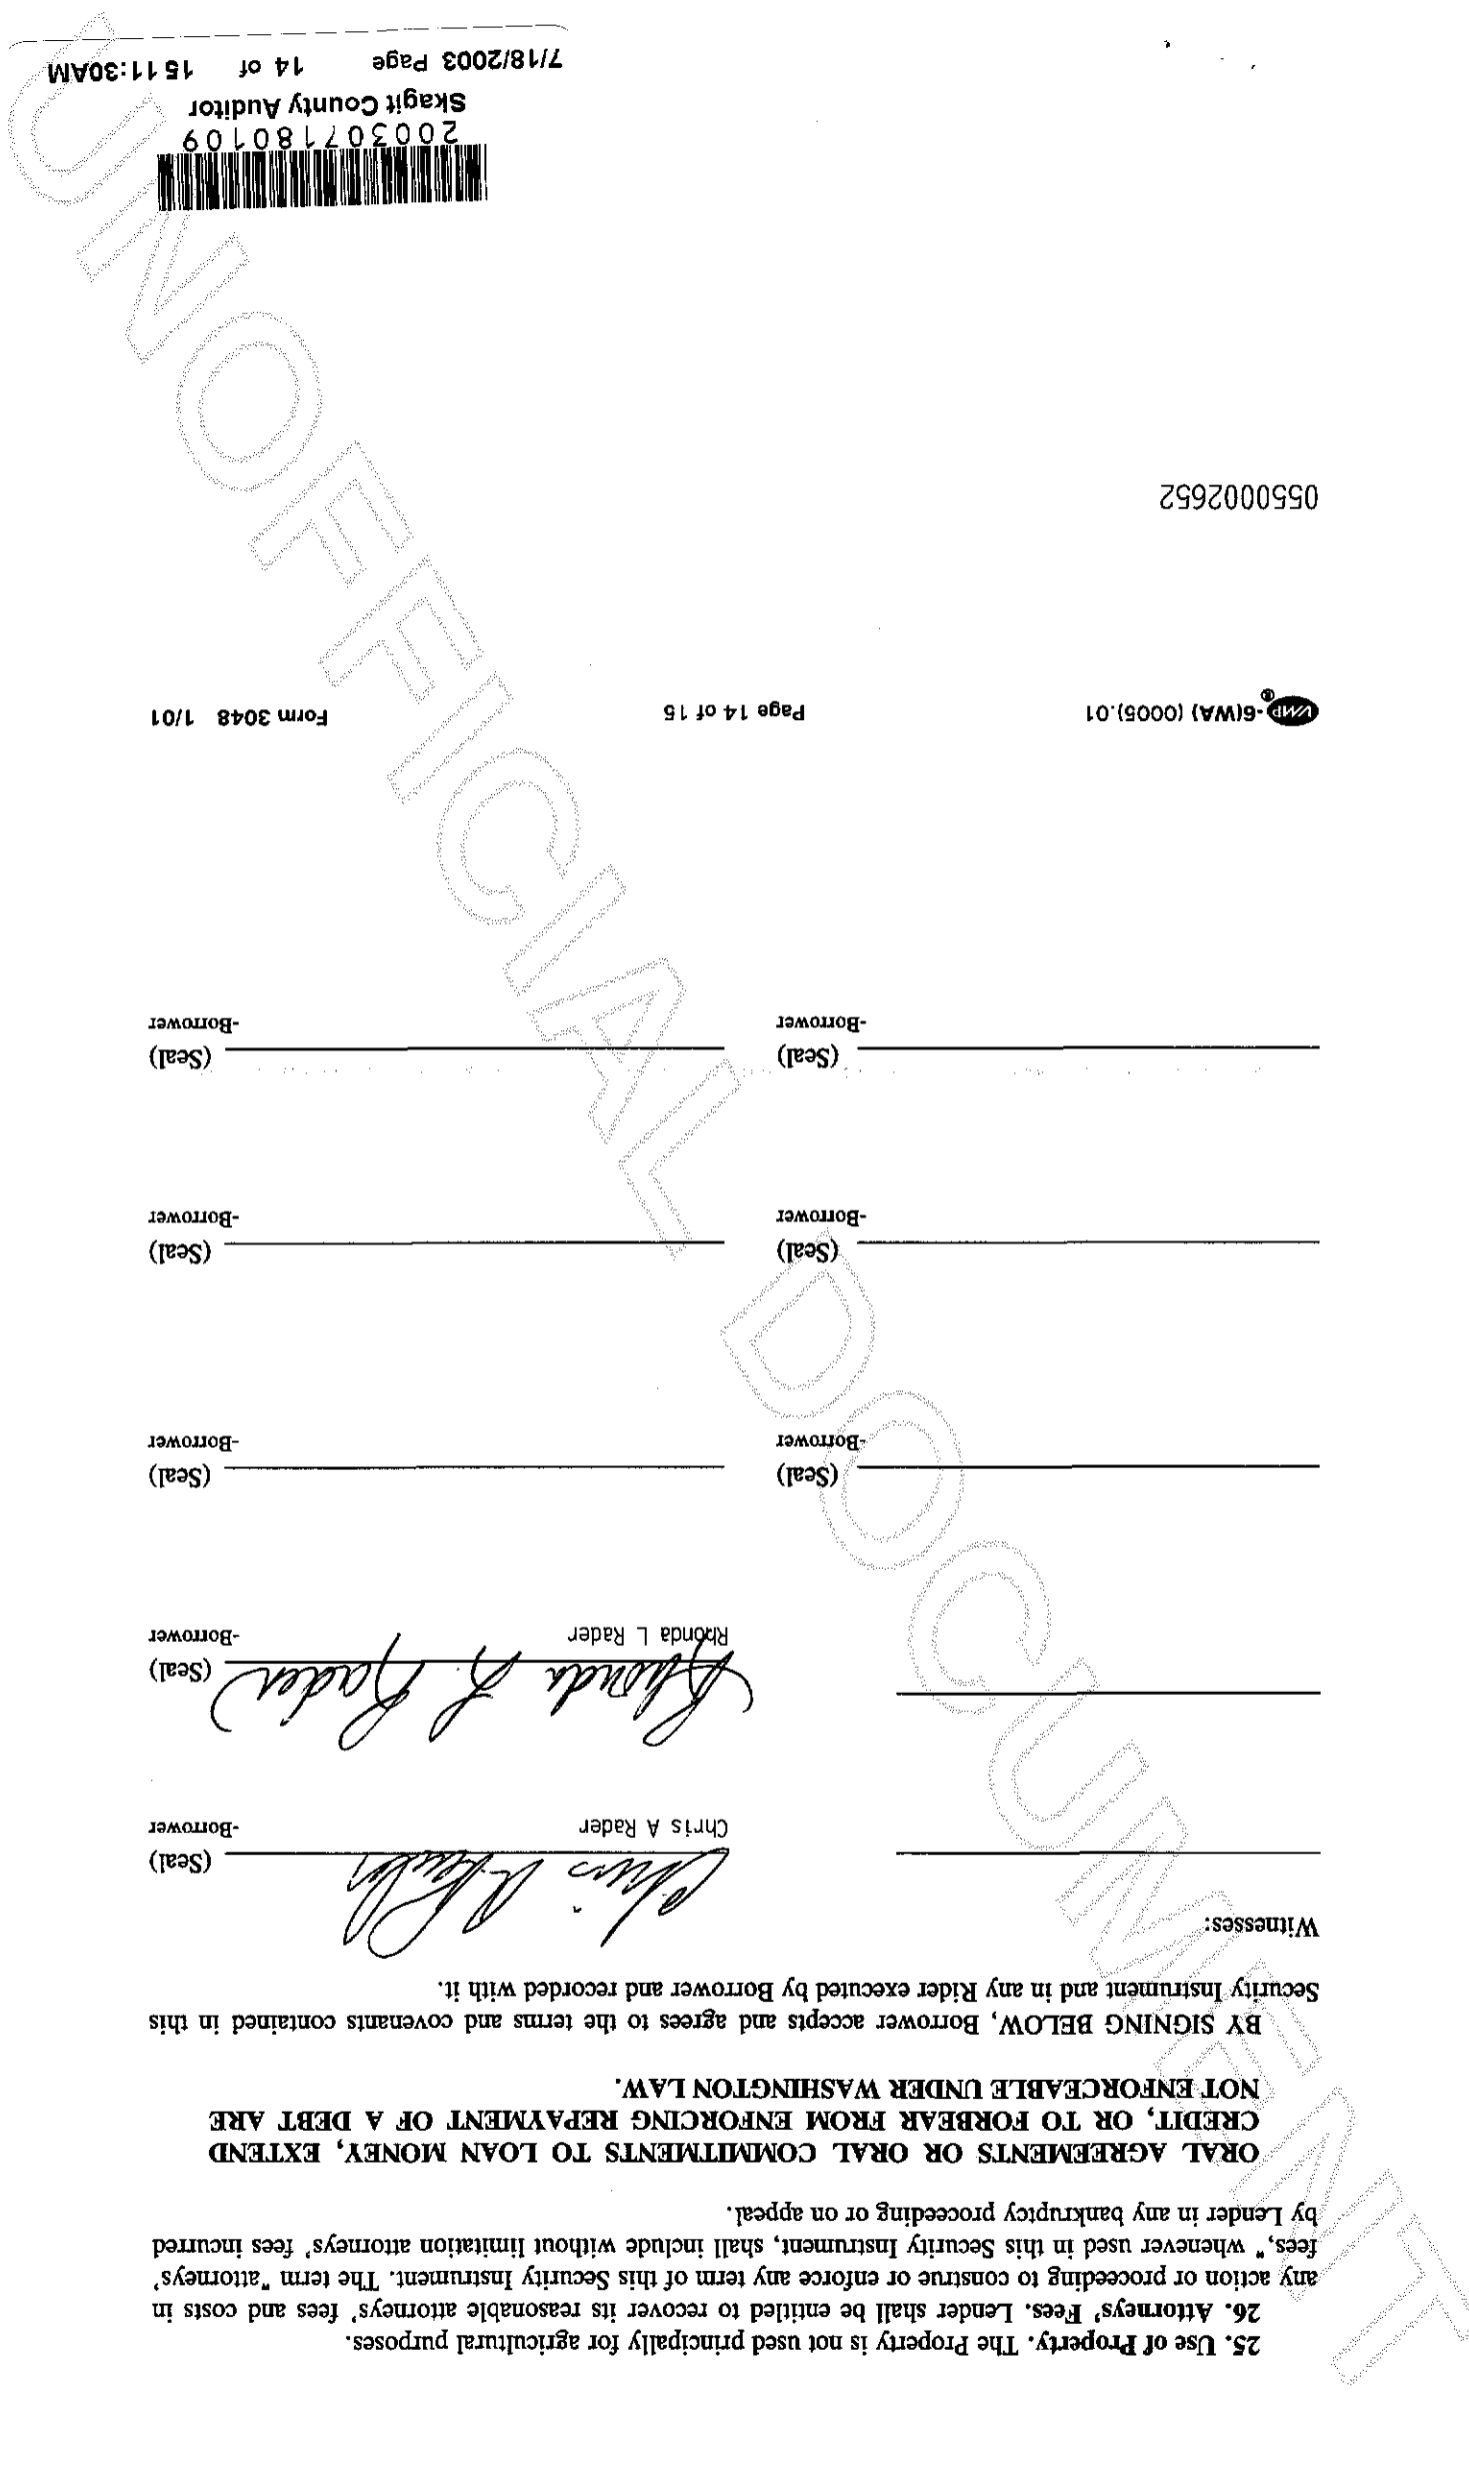 25. Use of Property. The Property is not used principally for agricultural purposes.
26. Attorneys' Fees. Lender shall be entitled to recover its reasonable attorneys' fees and costs in
any action or proceeding to construe or enforce any term of this Security Instrument. The term "attorneys'
fees," whenever used in this Security Instrument, shall include without limitation attorneys' fees incurred
by Lender in any bankruptcy proceeding or on appeal.
ORAL AGREEMENTS OR ORAL COMMITMENTS TO LOAN MONEY, EXTEND
CREDIT, OR TO FORBEAR FROM ENFORCING REPAYMENT OF A DEBT ARE
NOT ENFORCEABLE UNDER WASHINGTON LAW.
BY SIGNING BELOW, Borrower accepts and agrees to the terms and covenants contained in this
Security Instrument and in any Rider executed by Borrower and recorded with it.
Witnesses:
Chris A Rader (Seal)
Chris A Rader -Borrower
Rhonda L. Rader (Seal)
Rhonda L Rader -Borrower
(Seal) (Seal)
-Borrower -Borrower
(Seal) (Seal)
-Borrower -Borrower
(Seal) (Seal)
-Borrower -Borrower
VMP®-6(WA) (0005).01 Page 14 of 15 Form 3048 1/01
0550002652
200307180109
Skagit County Auditor
7/18/2003 Page 14 of 15 11:30AM
UNOFFICIAL DOCUMENT